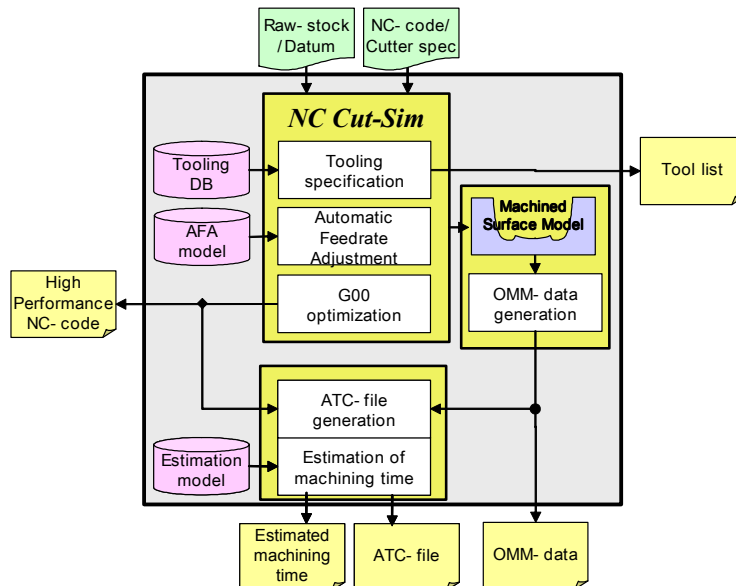 Raw- stock
/ Datum
NC- code/
Cutter spec
NC Cut-Sim
Tooling
DB
Tooling
specification
Tool list
AFA
model
Automatic
Feedrate
Adjustment
Machined
Surface Model
High
Performance
NC- code
G00
optimization
OMM- data
generation
ATC- file
generation
Estimation
model
Estimation of
machining time
Estimated
machining
time
ATC- file
OMM- data